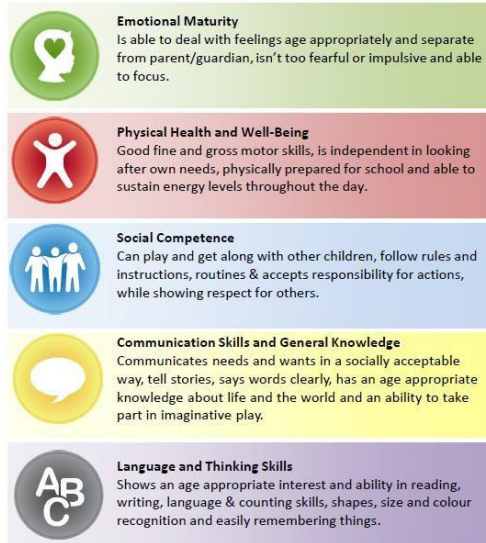 Emotional Maturity
Is able to deal with feelings age appropriately and separate
from parent/guardian, isn't too fearful or impulsive and able
to focus.
Physical Health and Well-Being
Good fine and gross motor skills, is independent in looking
after own needs, physically prepared for school and able to
sustain energy levels throughout the day.
Social Competence
Can play and get along with other children, follow rules and
instructions, routines & accepts responsibility for actions,
while showing respect for others.
Communication Skills and General Knowledge
Communicates needs and wants in a socially acceptable
way, tell stories, says words clearly, has an age appropriate
knowledge about life and the world and an ability to take
part in imaginative play.
ABC
Language and Thinking Skills
Shows an age appropriate interest and ability in reading,
writing, language & counting skills, shapes, size and colour
recognition and easily remembering things.